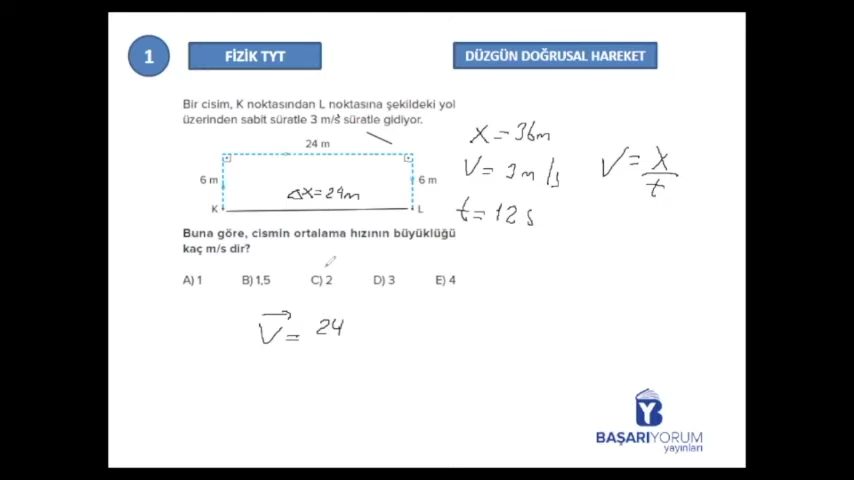 1
FİZİK TYT
DÜZGÜN DOĞRUSAL HAREKET
Bir cisim, K noktasından L noktasına şekildeki yol
üzerinden sabit süratle 3 m/s süratle gidiyor.
24 m
6 m
6 m
Δx=24m
K
L
x=36m
V=3m/s
t=12s
V=x/t
Buna göre, cismin ortalama hızının büyüklüğü
kaç m/s dir?
A) 1 B) 1,5 C) 2 D) 3 E) 4
V= 24
BAŞARIYORUM
yayınları